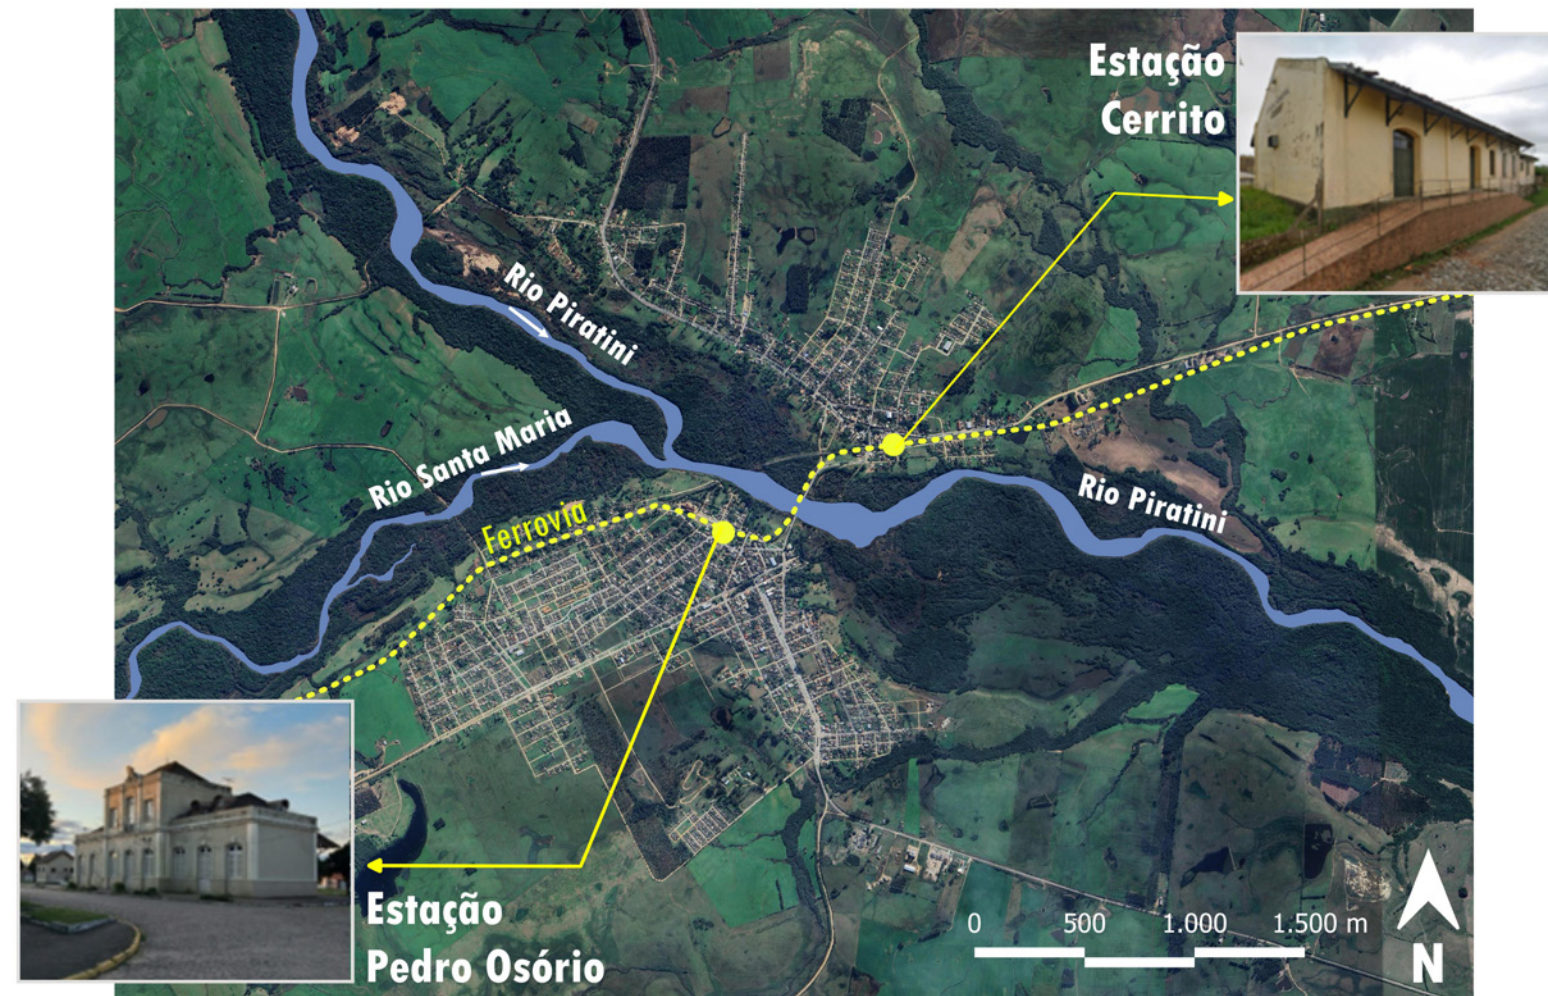 Estação
Cerrito
Rio Piratini
Rio Santa Maria
Rio Piratini
Ferrovia
Estação
Pedro Osório
0 500 1.000 1.500 m
N